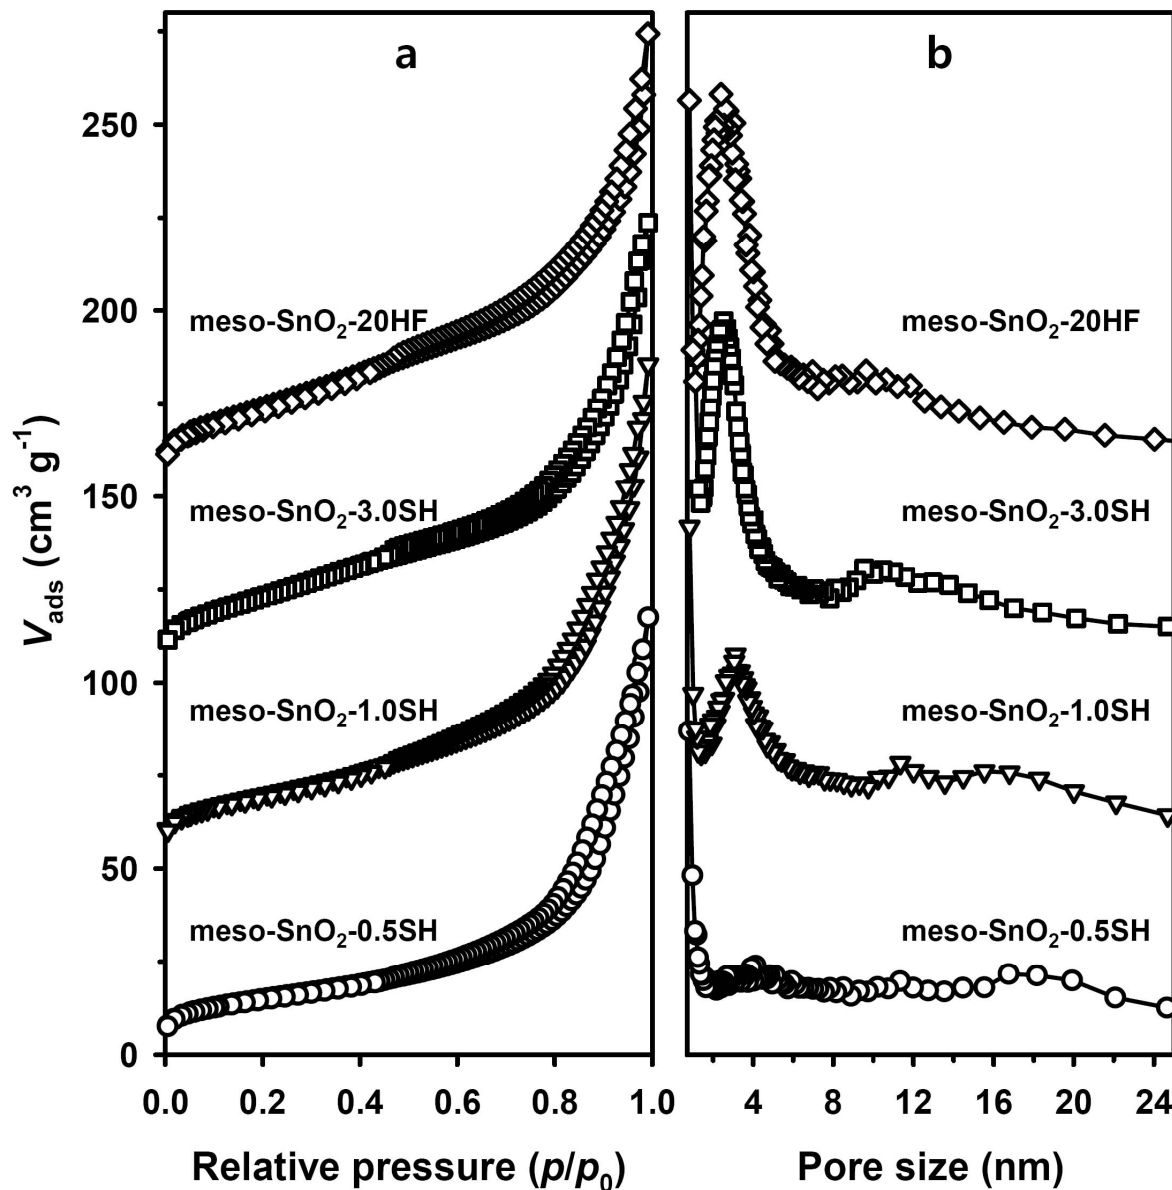 a
b
250
200
150
100
50
0
V_ads (cm³ g⁻¹)
meso-SnO₂-20HF
meso-SnO₂-20HF
meso-SnO₂-3.0SH
meso-SnO₂-3.0SH
meso-SnO₂-1.0SH
meso-SnO₂-1.0SH
meso-SnO₂-0.5SH
meso-SnO₂-0.5SH
0.0 0.2 0.4 0.6 0.8 1.0
4 8 12 16 20 24
Relative pressure (p/p₀)
Pore size (nm)